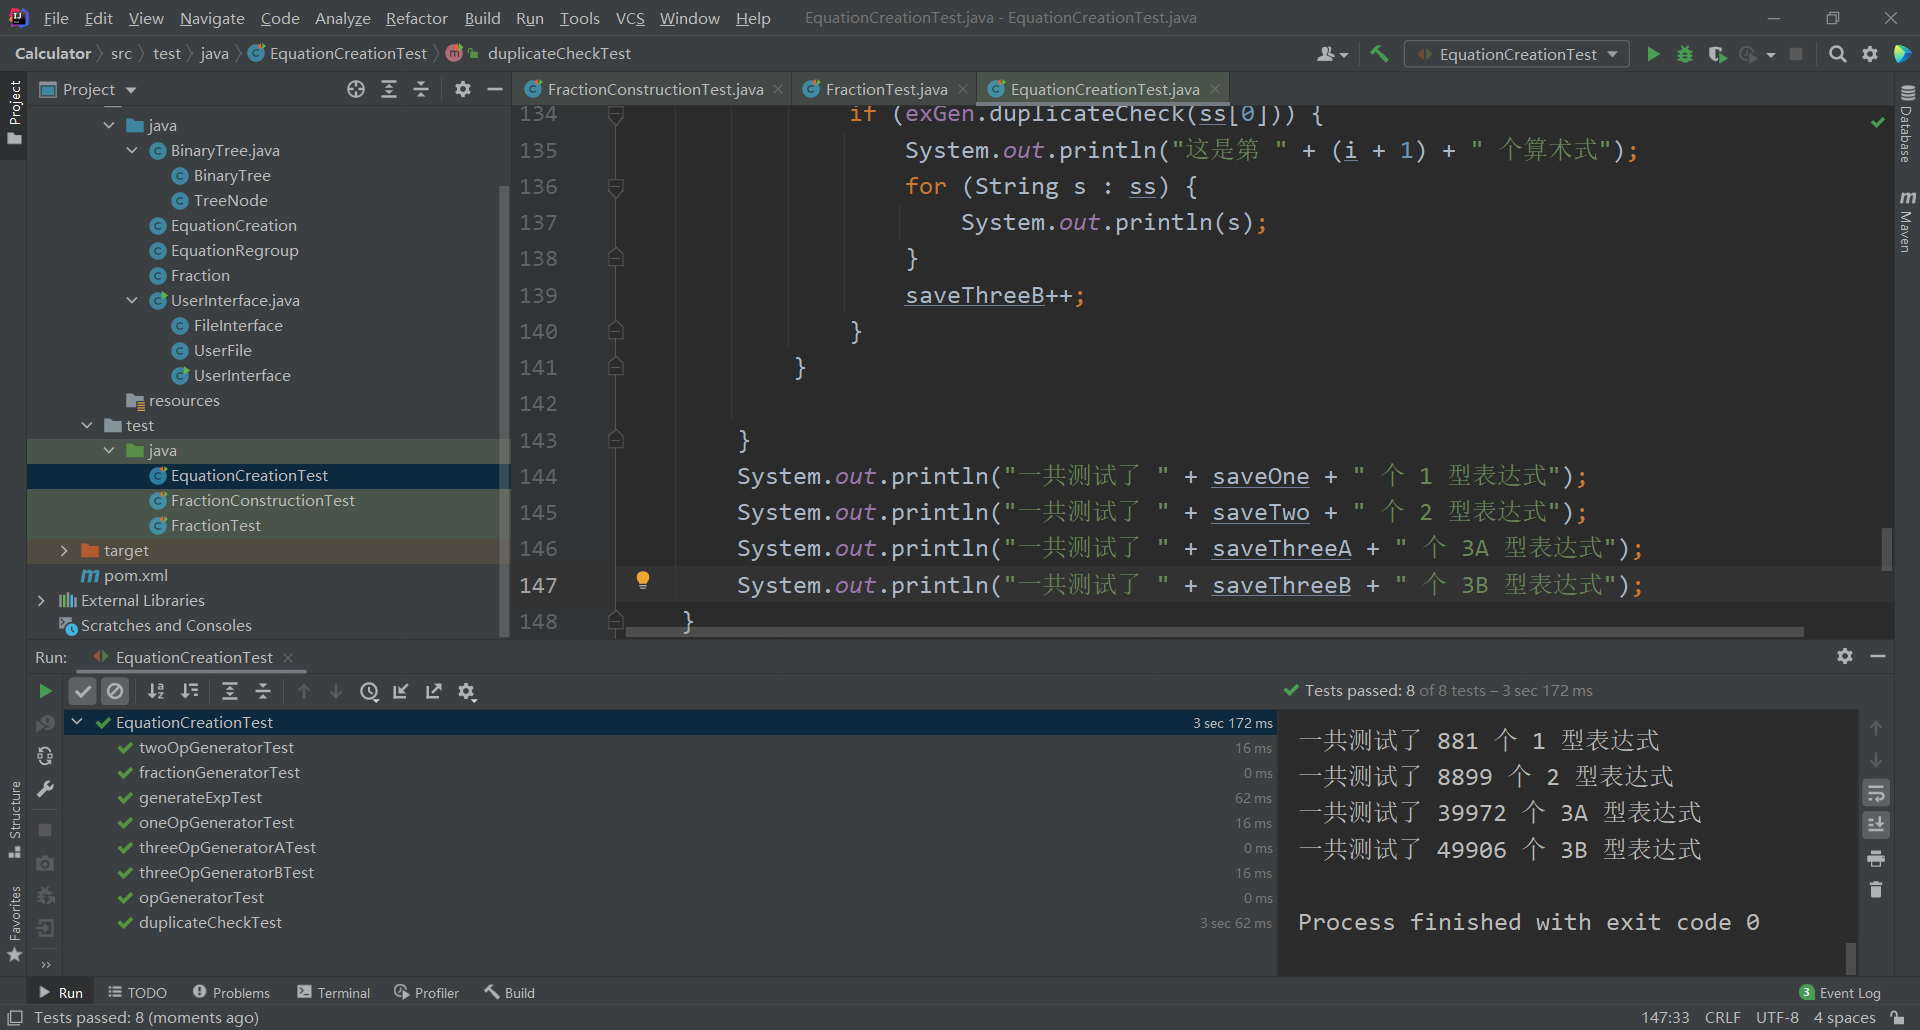 File Edit View Navigate Code Analyze Refactor Build Run Tools VCS Window Help EquationCreationTest.java - EquationCreationTest.java
Calculator src test java EquationCreationTest m duplicateCheckTest EquationCreationTest
Project
FractionConstructionTest.java FractionTest.java EquationCreationTest.java
java
BinaryTree.java
BinaryTree
TreeNode
EquationCreation
EquationRegroup
Fraction
UserInterface.java
FileInterface
UserFile
UserInterface
resources
test
java
EquationCreationTest
FractionConstructionTest
FractionTest
target
pom.xml
External Libraries
Scratches and Consoles
134 if (exGen.duplicateCheck(ss[0])) {
135 System.out.println("这是第 " + (i + 1) + " 个算术式");
136 for (String s : ss) {
137 System.out.println(s);
138 }
139 saveThreeB++;
140 }
141 }
142
143 }
144 System.out.println("一共测试了 " + saveOne + " 个 1 型表达式");
145 System.out.println("一共测试了 " + saveTwo + " 个 2 型表达式");
146 System.out.println("一共测试了 " + saveThreeA + " 个 3A 型表达式");
147 System.out.println("一共测试了 " + saveThreeB + " 个 3B 型表达式");
148 }
Project
Structure
Favorites
Database
Maven
Run: EquationCreationTest
Tests passed: 8 of 8 tests – 3 sec 172 ms
EquationCreationTest 3 sec 172 ms
twoOpGeneratorTest 16 ms
fractionGeneratorTest 0 ms
generateExpTest 62 ms
oneOpGeneratorTest 16 ms
threeOpGeneratorATest 0 ms
threeOpGeneratorBTest 16 ms
opGeneratorTest 0 ms
duplicateCheckTest 3 sec 62 ms
一共测试了 881 个 1 型表达式
一共测试了 8899 个 2 型表达式
一共测试了 39972 个 3A 型表达式
一共测试了 49906 个 3B 型表达式
Process finished with exit code 0
Run TODO Problems Terminal Profiler Build 3 Event Log
Tests passed: 8 (moments ago) 147:33 CRLF UTF-8 4 spaces